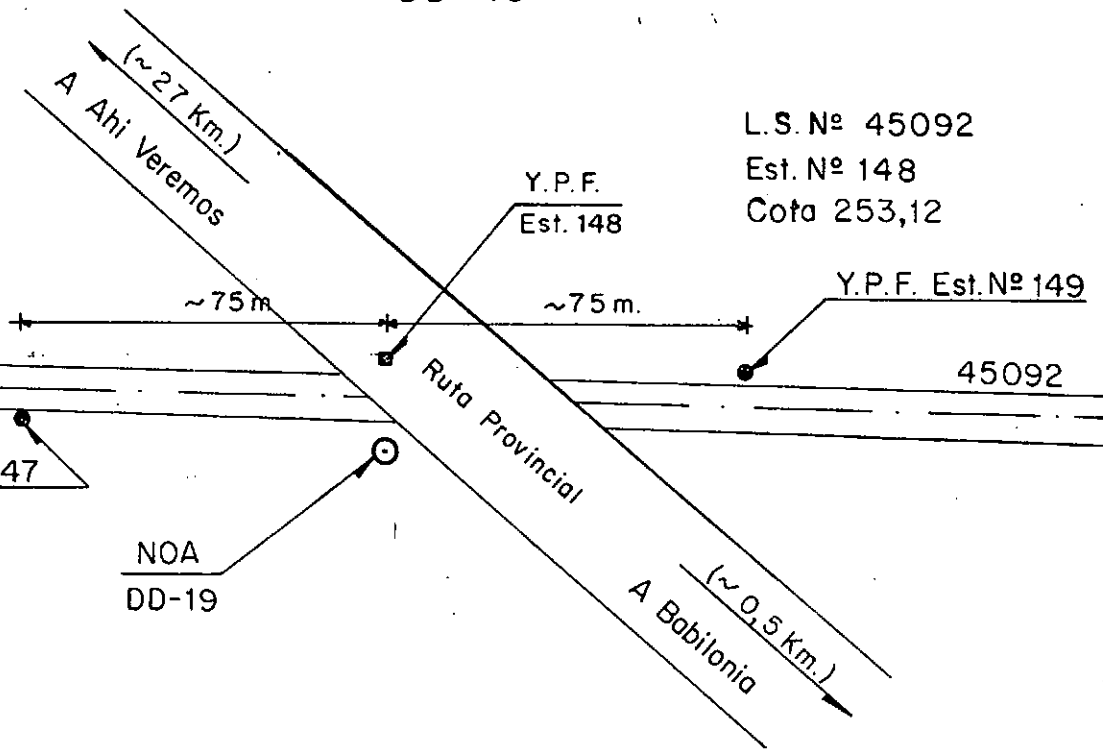 (~27 Km.)
A Ahi Veremos
L.S. Nº 45092
Est. Nº 148
Cota 253,12
Y.P.F.
Est. 148
~75 m
~75 m.
Y.P.F. Est. Nº 149
45092
Ruta Provincial
47
NOA
DD-19
(~0,5 Km.)
A Babilonia